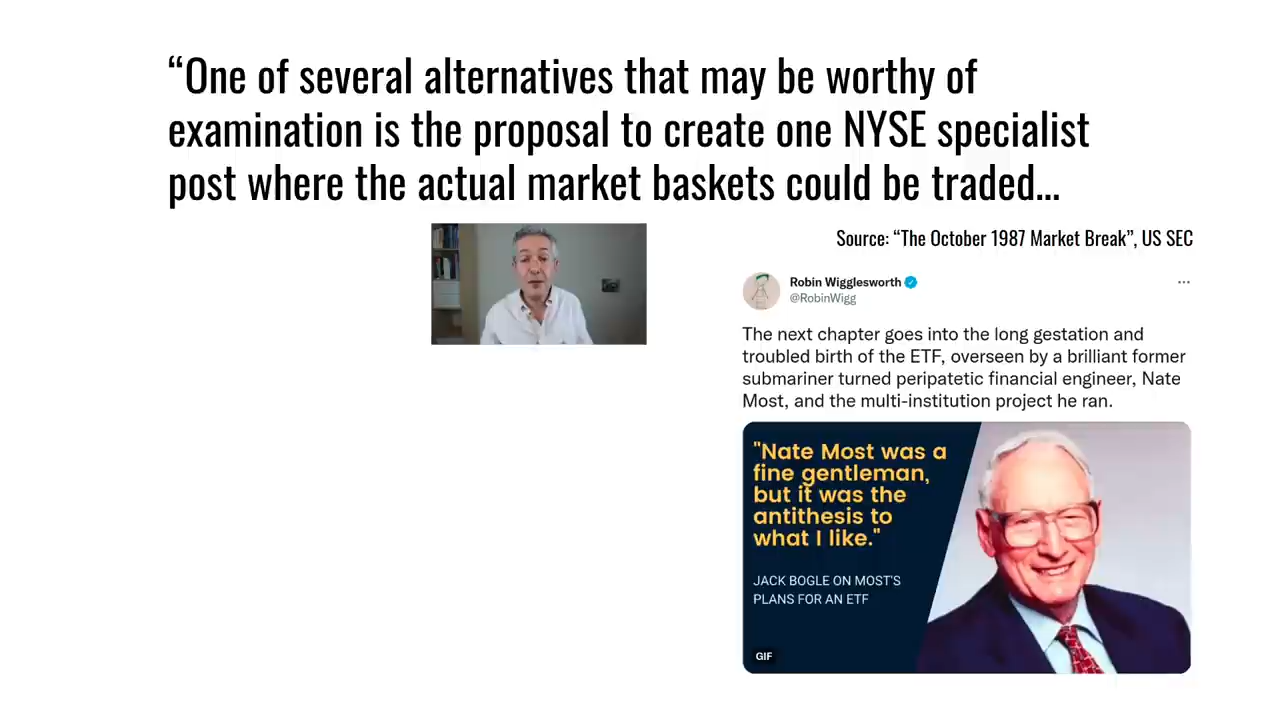 “One of several alternatives that may be worthy of
examination is the proposal to create one NYSE specialist
post where the actual market baskets could be traded...
Source: “The October 1987 Market Break”, US SEC
Robin Wigglesworth
@RobinWigg
The next chapter goes into the long gestation and
troubled birth of the ETF, overseen by a brilliant former
submariner turned peripatetic financial engineer, Nate
Most, and the multi-institution project he ran.
"Nate Most was a
fine gentleman,
but it was the
antithesis to
what I like."
JACK BOGLE ON MOST'S
PLANS FOR AN ETF
GIF